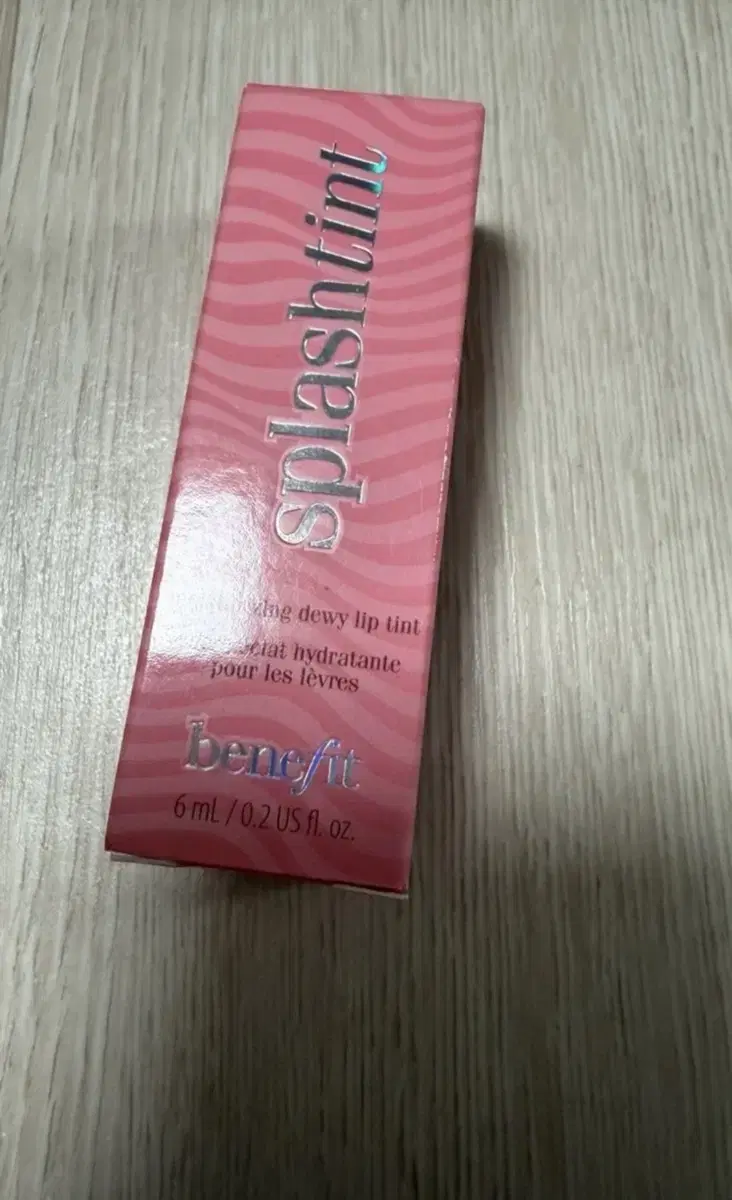 splashtint
dewy lip tint
hydratante
pour les lèvres
benefit
6 mL / 0.2 US fl. oz.